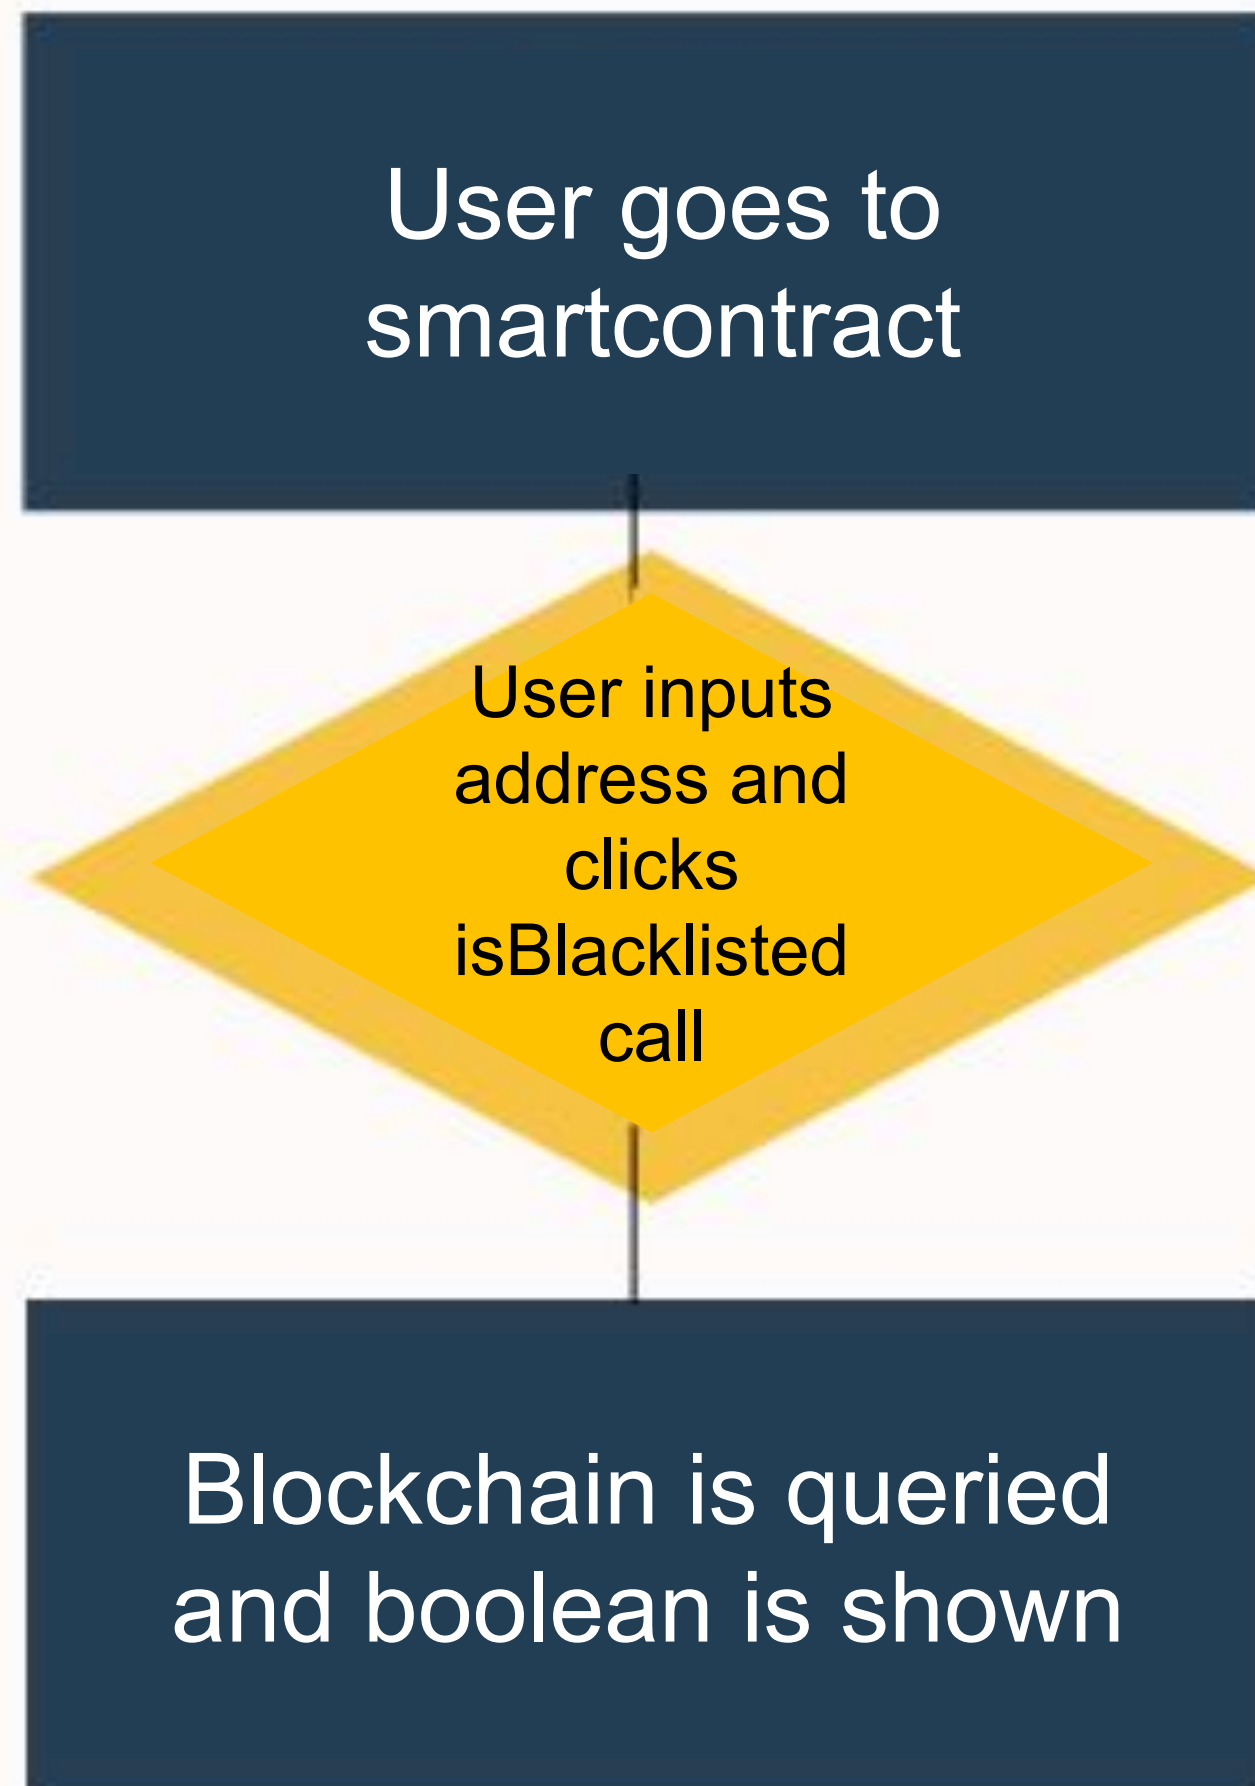 User goes to
smartcontract
User inputs
address and
clicks
isBlacklisted
call
Blockchain is queried
and boolean is shown